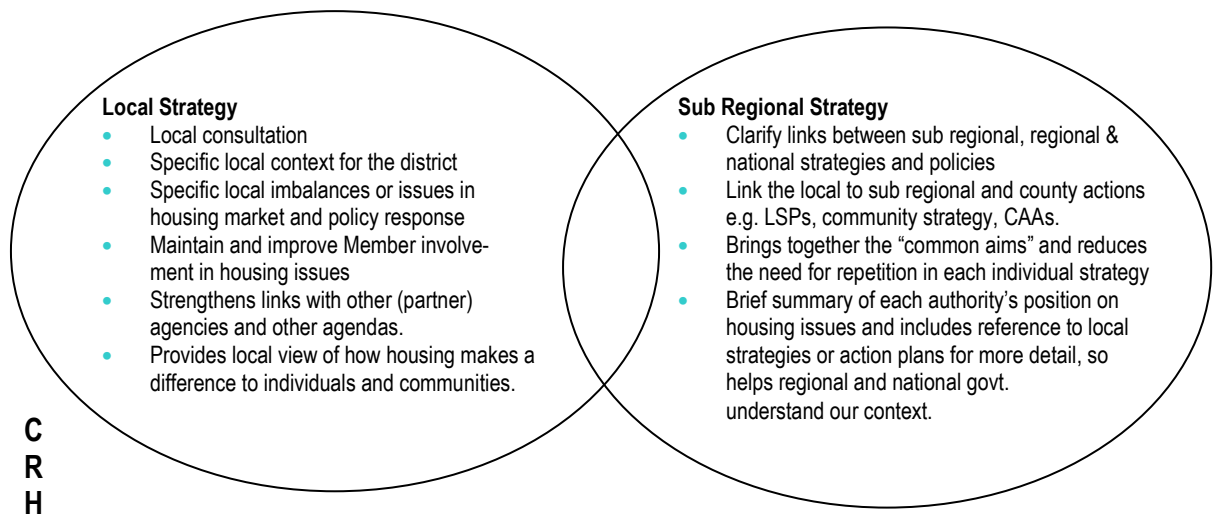 Local Strategy
• Local consultation
• Specific local context for the district
• Specific local imbalances or issues in
housing market and policy response
• Maintain and improve Member involve-
ment in housing issues
• Strengthens links with other (partner)
agencies and other agendas.
• Provides local view of how housing makes a
difference to individuals and communities.
Sub Regional Strategy
• Clarify links between sub regional, regional &
national strategies and policies
• Link the local to sub regional and county actions
e.g. LSPs, community strategy, CAAs.
• Brings together the “common aims” and reduces
the need for repetition in each individual strategy
• Brief summary of each authority’s position on
housing issues and includes reference to local
strategies or action plans for more detail, so
helps regional and national govt.
understand our context.
C
R
H